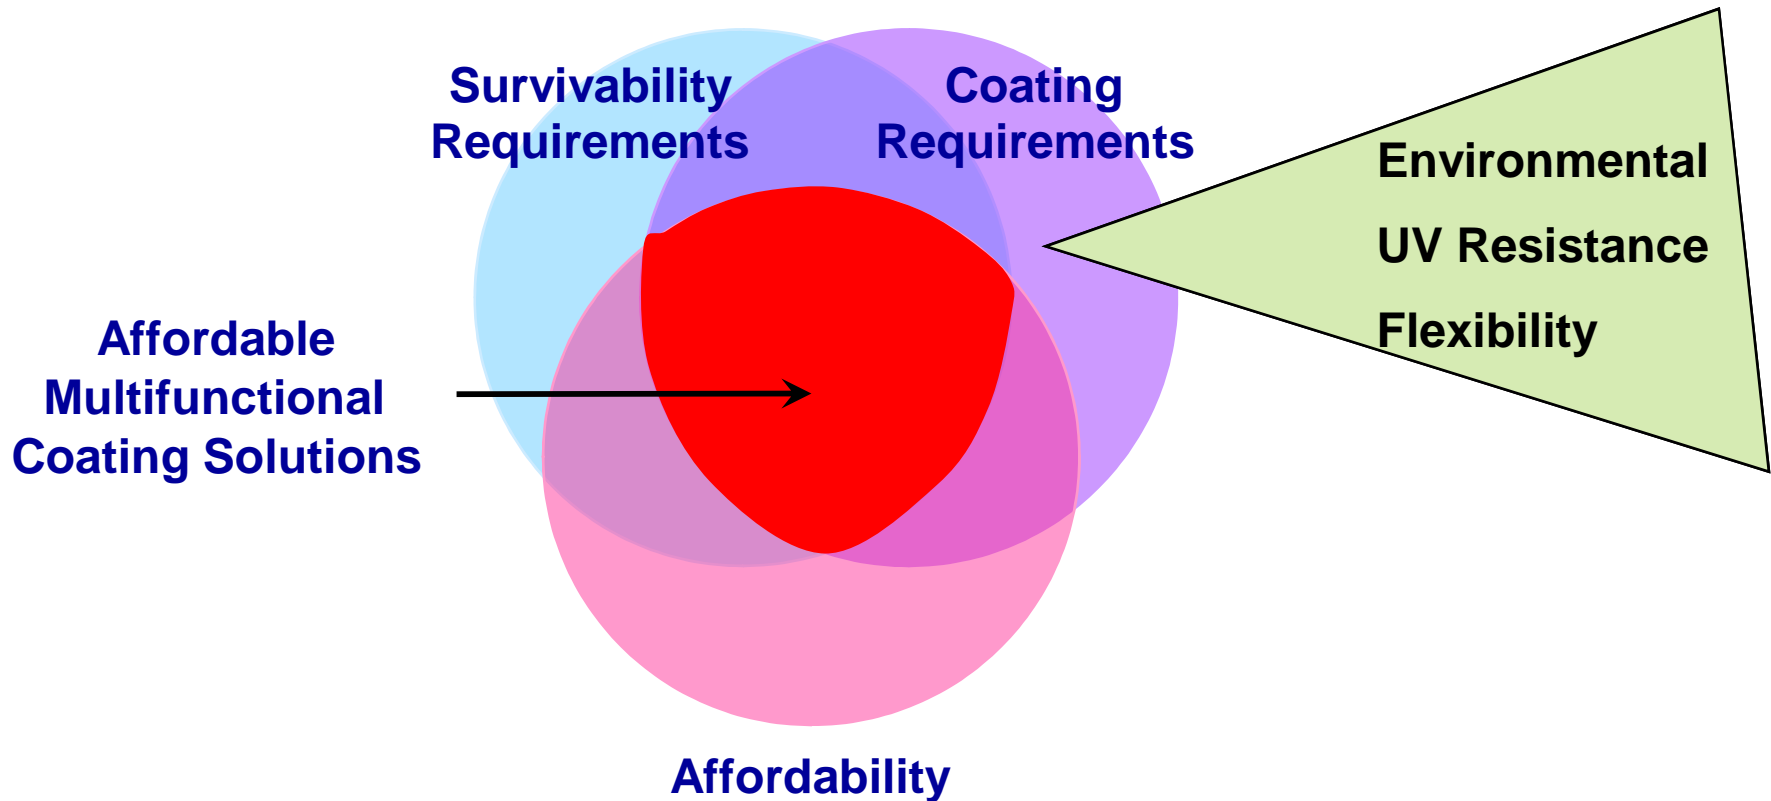 Survivability
Requirements
Coating
Requirements
Environmental
UV Resistance
Flexibility
Affordable
Multifunctional
Coating Solutions
Affordability